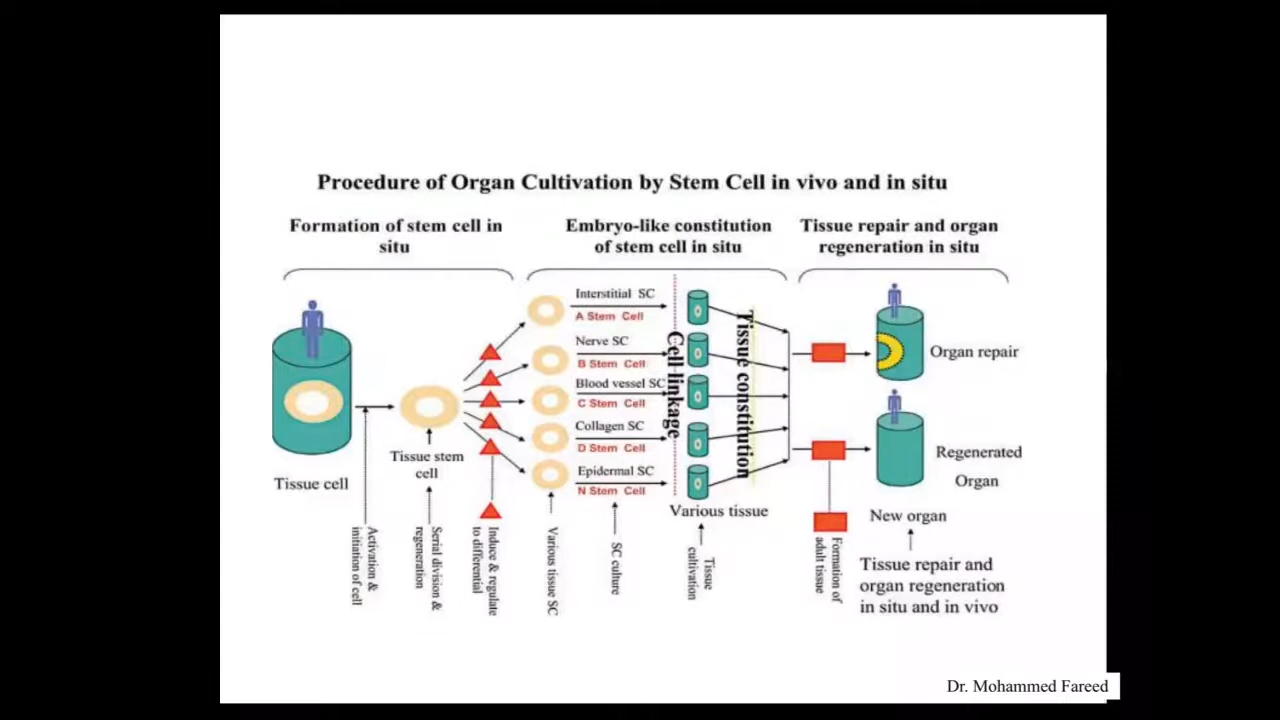 Procedure of Organ Cultivation by Stem Cell in vivo and in situ
Formation of stem cell in
situ
Embryo-like constitution
of stem cell in situ
Tissue repair and organ
regeneration in situ
Tissue cell
Tissue stem
cell
Interstitial SC
A Stem Cell
Nerve SC
B Stem Cell
Blood vessel SC
C Stem Cell
Collagen SC
D Stem Cell
Epidermal SC
N Stem Cell
Cell-linkage
Tissue constitution
Various tissue
Organ repair
Regenerated
Organ
New organ
Activation &
initiation of cell
Serial division &
regeneration
Induce & regulate
to differential
Various tissue SC
SC culture
Tissue
cultivation
Formation of
adult tissue
Tissue repair and
organ regeneration
in situ and in vivo
Dr. Mohammed Fareed